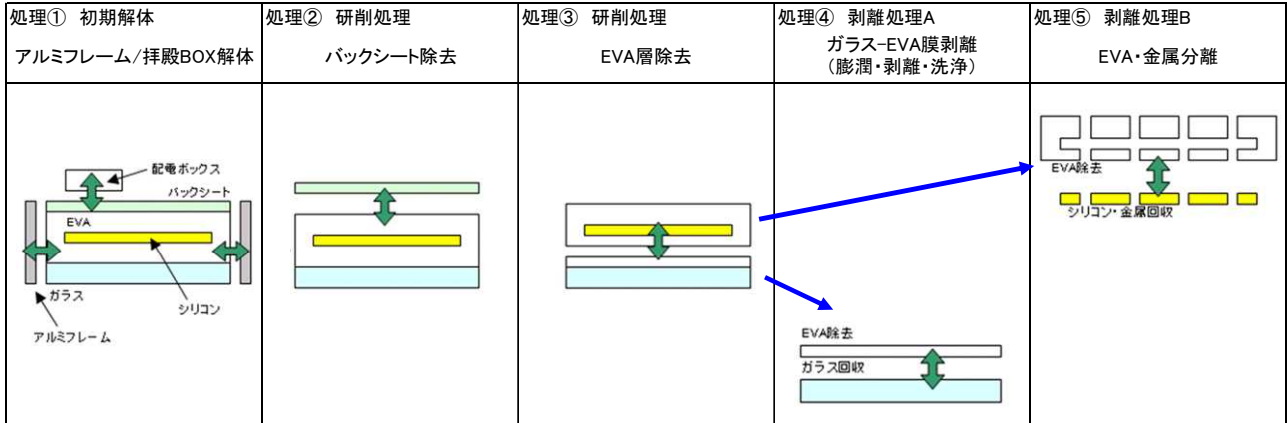 処理① 初期解体
アルミフレーム/拝殿BOX解体
処理② 研削処理
バックシート除去
処理③ 研削処理
EVA層除去
処理④ 剥離処理A
ガラス-EVA膜剥離
(膨潤・剥離・洗浄)
処理⑤ 剥離処理B
EVA・金属分離
配電ボックス
バックシート
EVA
ガラス
シリコン
アルミフレーム
EVA除去
ガラス回収
EVA除去
シリコン・金属回収